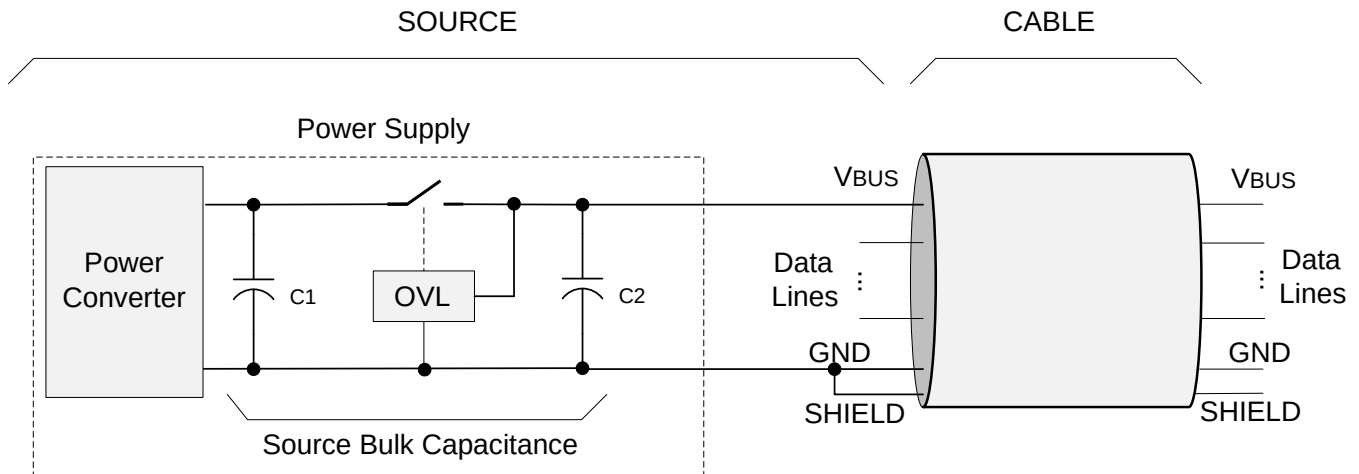 SOURCE
CABLE
Power Supply
VBUS
VBUS
Power
Converter
C1
OVL
C2
Data
Lines
...
Data
Lines
...
GND
GND
SHIELD
SHIELD
Source Bulk Capacitance